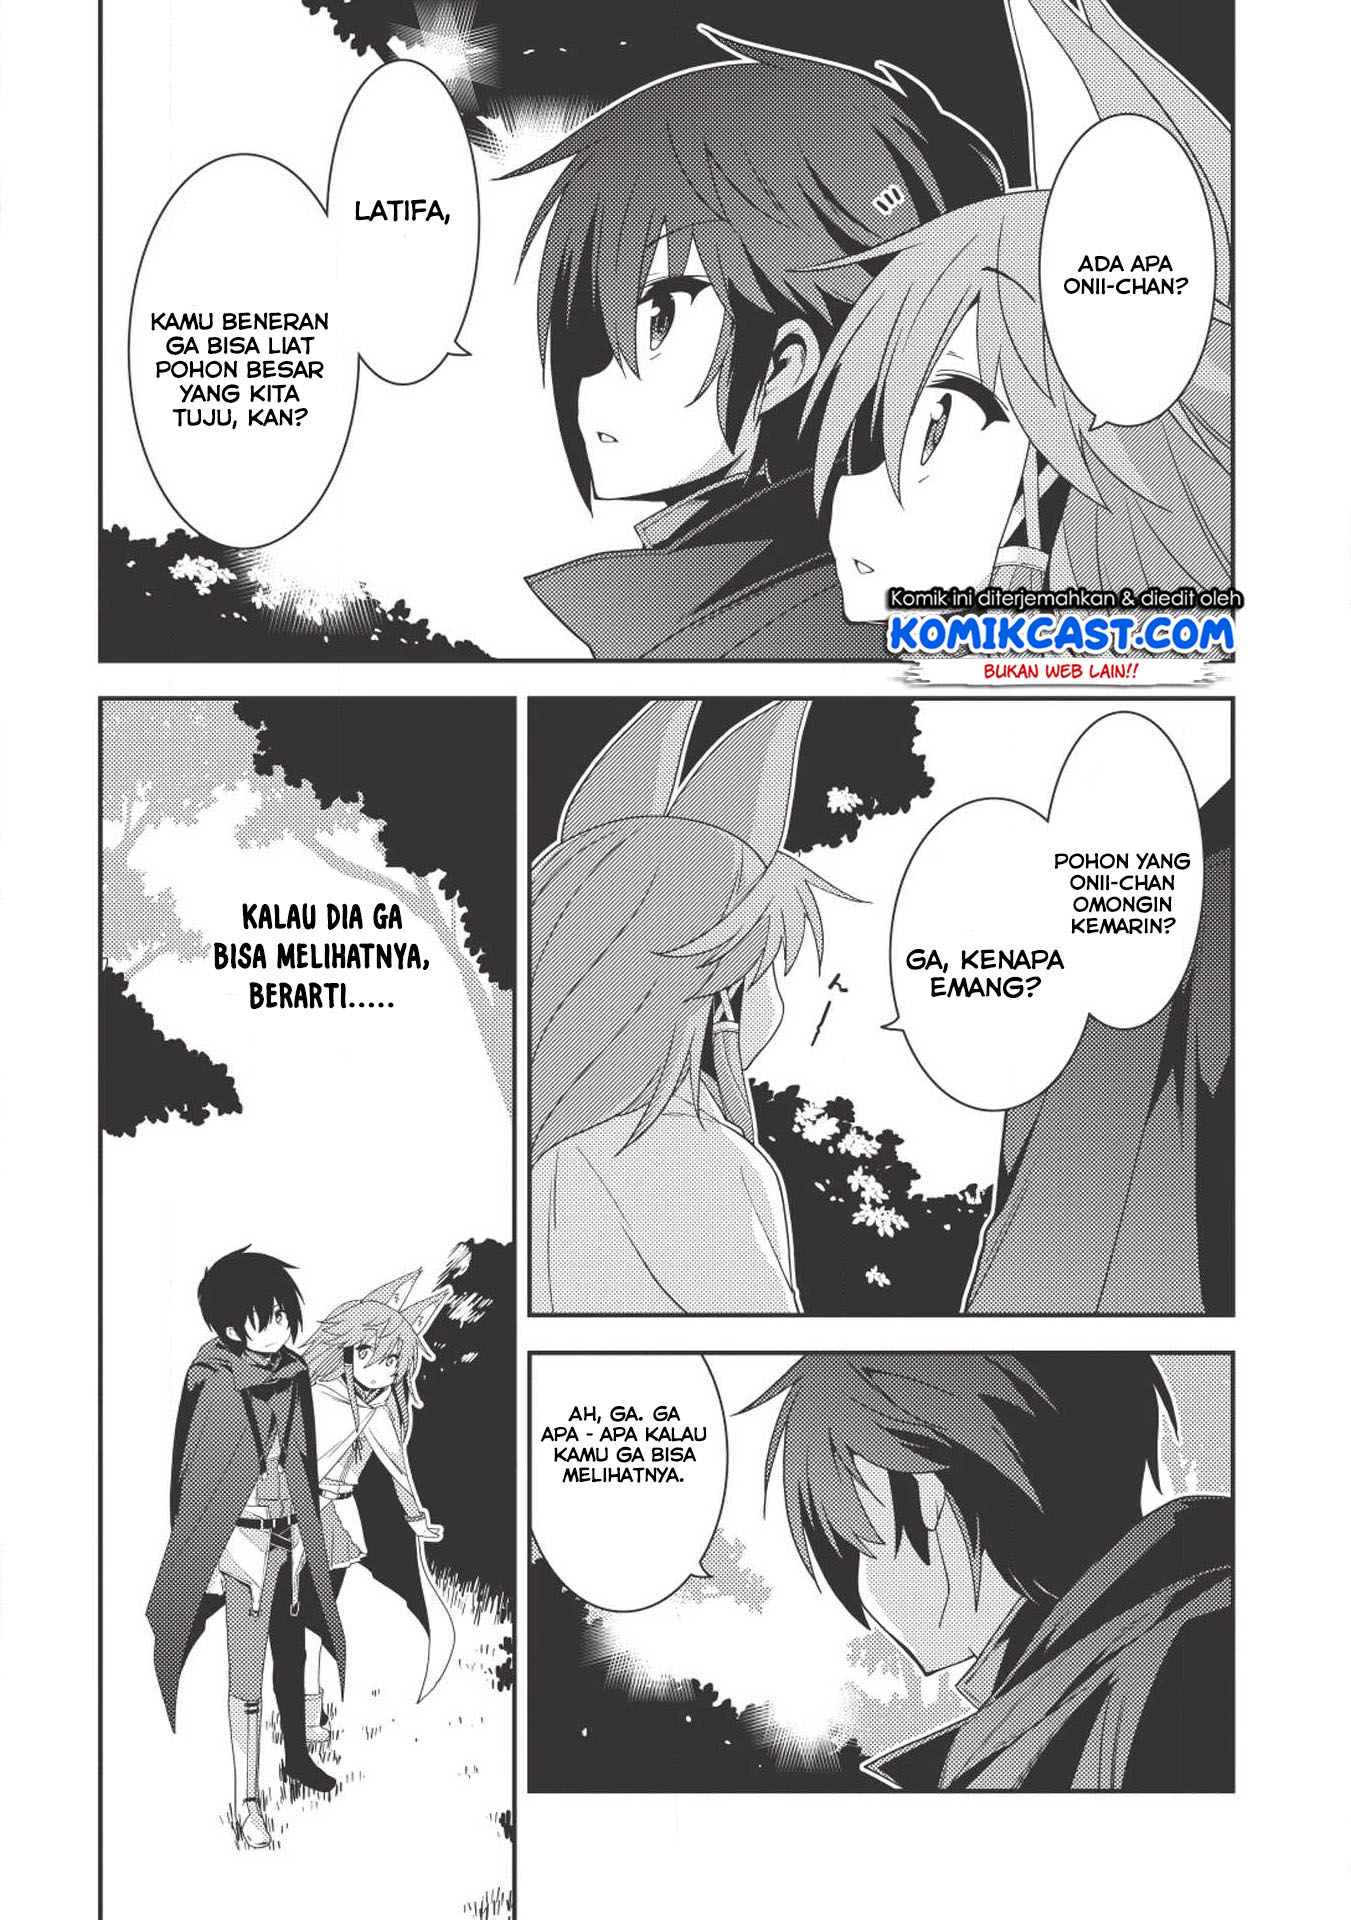 ADA APA
ONII-CHAN?
LATIFA,
KAMU BENERAN
GA BISA LIAT
POHON BESAR
YANG KITA
TUJU, KAN?
Komik ini diterjemahkan & diedit oleh
KOMIKCAST.COM
BUKAN WEB LAIN!!
POHON YANG
ONII-CHAN
OMONGIN
KEMARIN?
GA, KENAPA
EMANG?
ん
AH, GA. GA
APA - APA KALAU
KAMU GA BISA
MELIHATNYA.
KALAU DIA GA
BISA MELIHATNYA,
BERARTI.....